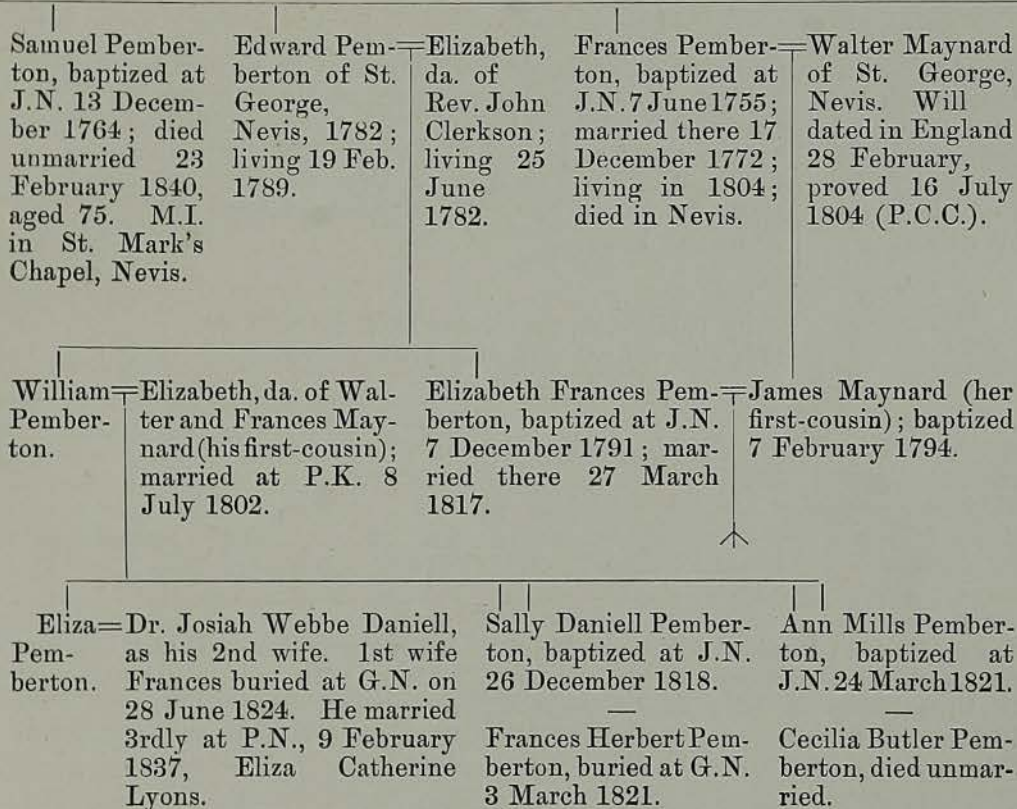 Samuel Pember-
ton, baptized at
J.N. 13 Decem-
ber 1764; died
unmarried 23
February 1840,
aged 75. M.I.
in St. Mark's
Chapel, Nevis.
Edward Pem-
berton of St.
George,
Nevis, 1782;
living 19 Feb.
1789.
Elizabeth,
da. of
Rev. John
Clerkson;
living 25
June
1782.
Frances Pember-
ton, baptized at
J.N. 7 June 1755;
married there 17
December 1772;
living in 1804;
died in Nevis.
Walter Maynard
of St. George,
Nevis. Will
dated in England
28 February,
proved 16 July
1804 (P.C.C.).
William
Pember-
ton.
Elizabeth, da. of Wal-
ter and Frances May-
nard (his first-cousin);
married at P.K. 8
July 1802.
Elizabeth Frances Pem-
berton, baptized at J.N.
7 December 1791; mar-
ried there 27 March
1817.
James Maynard (her
first-cousin); baptized
7 February 1794.
Eliza
Pem-
berton.
Dr. Josiah Webbe Daniell,
as his 2nd wife. 1st wife
Frances buried at G.N. on
28 June 1824. He married
3rdly at P.N., 9 February
1837, Eliza Catherine
Lyons.
Sally Daniell Pember-
ton, baptized at J.N.
26 December 1818.
—
Frances Herbert Pem-
berton, buried at G.N.
3 March 1821.
Ann Mills Pember-
ton, baptized at
J.N. 24 March 1821.
—
Cecilia Butler Pem-
berton, died unmar-
ried.